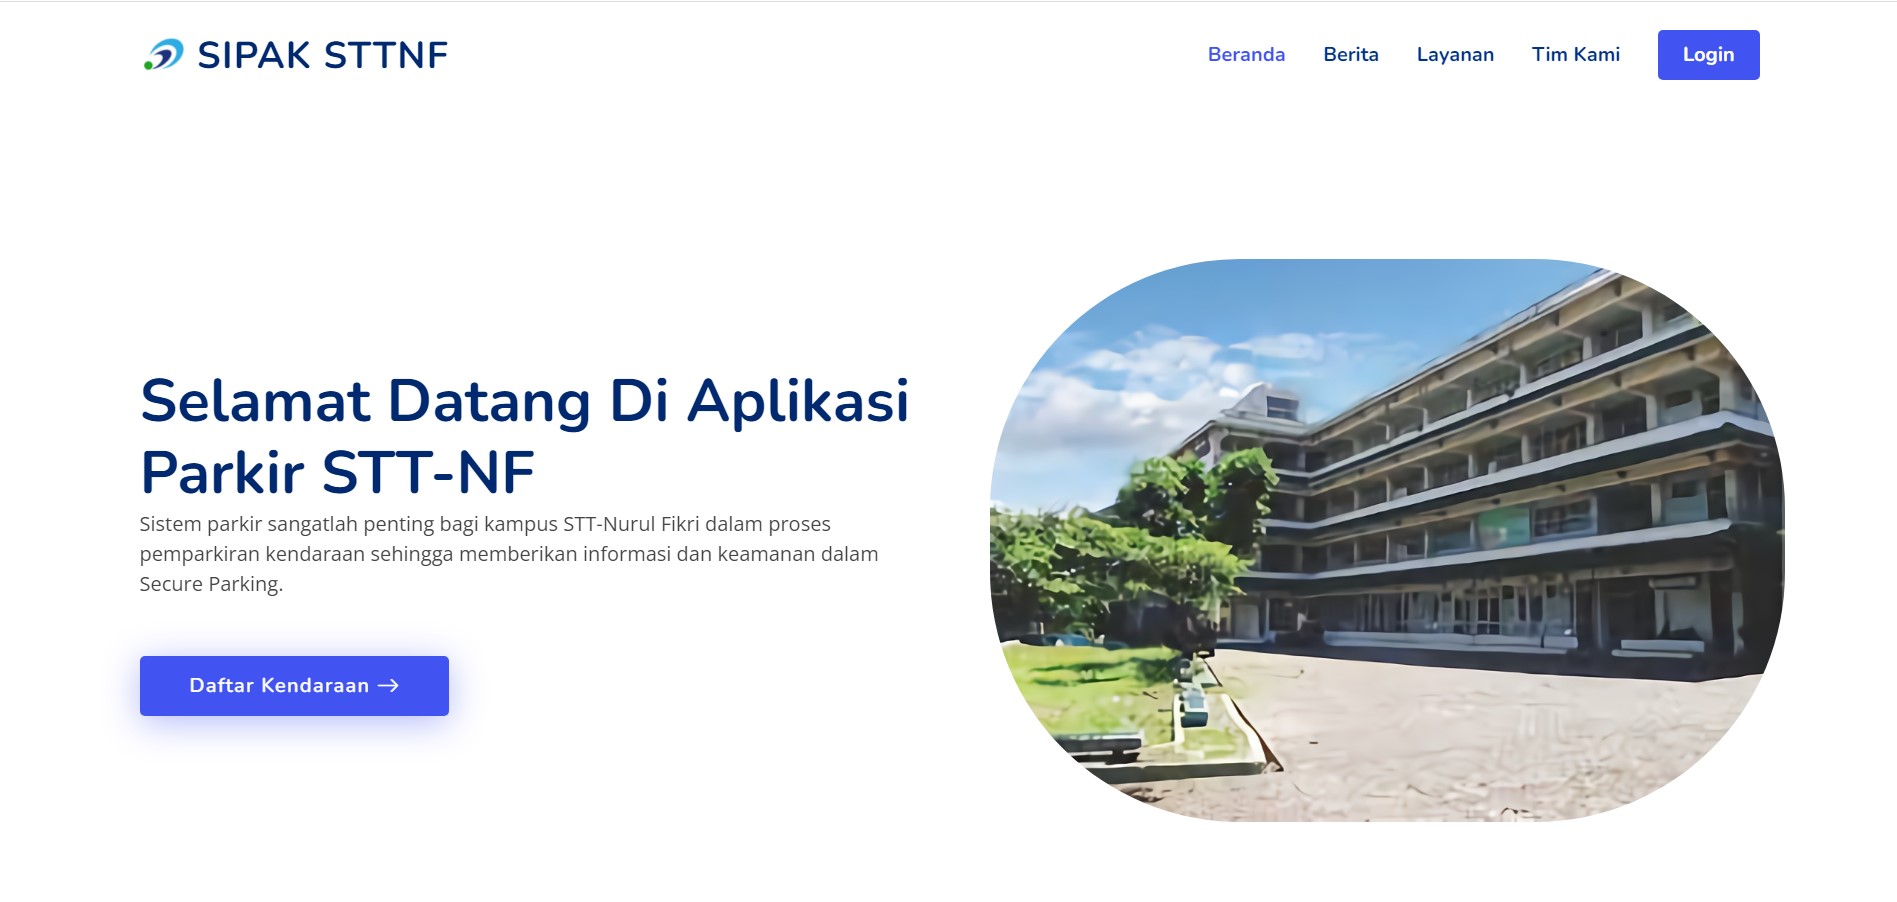 SIPAK STTNF
Beranda
Berita
Layanan
Tim Kami
Login
Selamat Datang Di Aplikasi
Parkir STT-NF
Sistem parkir sangatlah penting bagi kampus STT-Nurul Fikri dalam proses
pemparkiran kendaraan sehingga memberikan informasi dan keamanan dalam
Secure Parking.
Daftar Kendaraan →